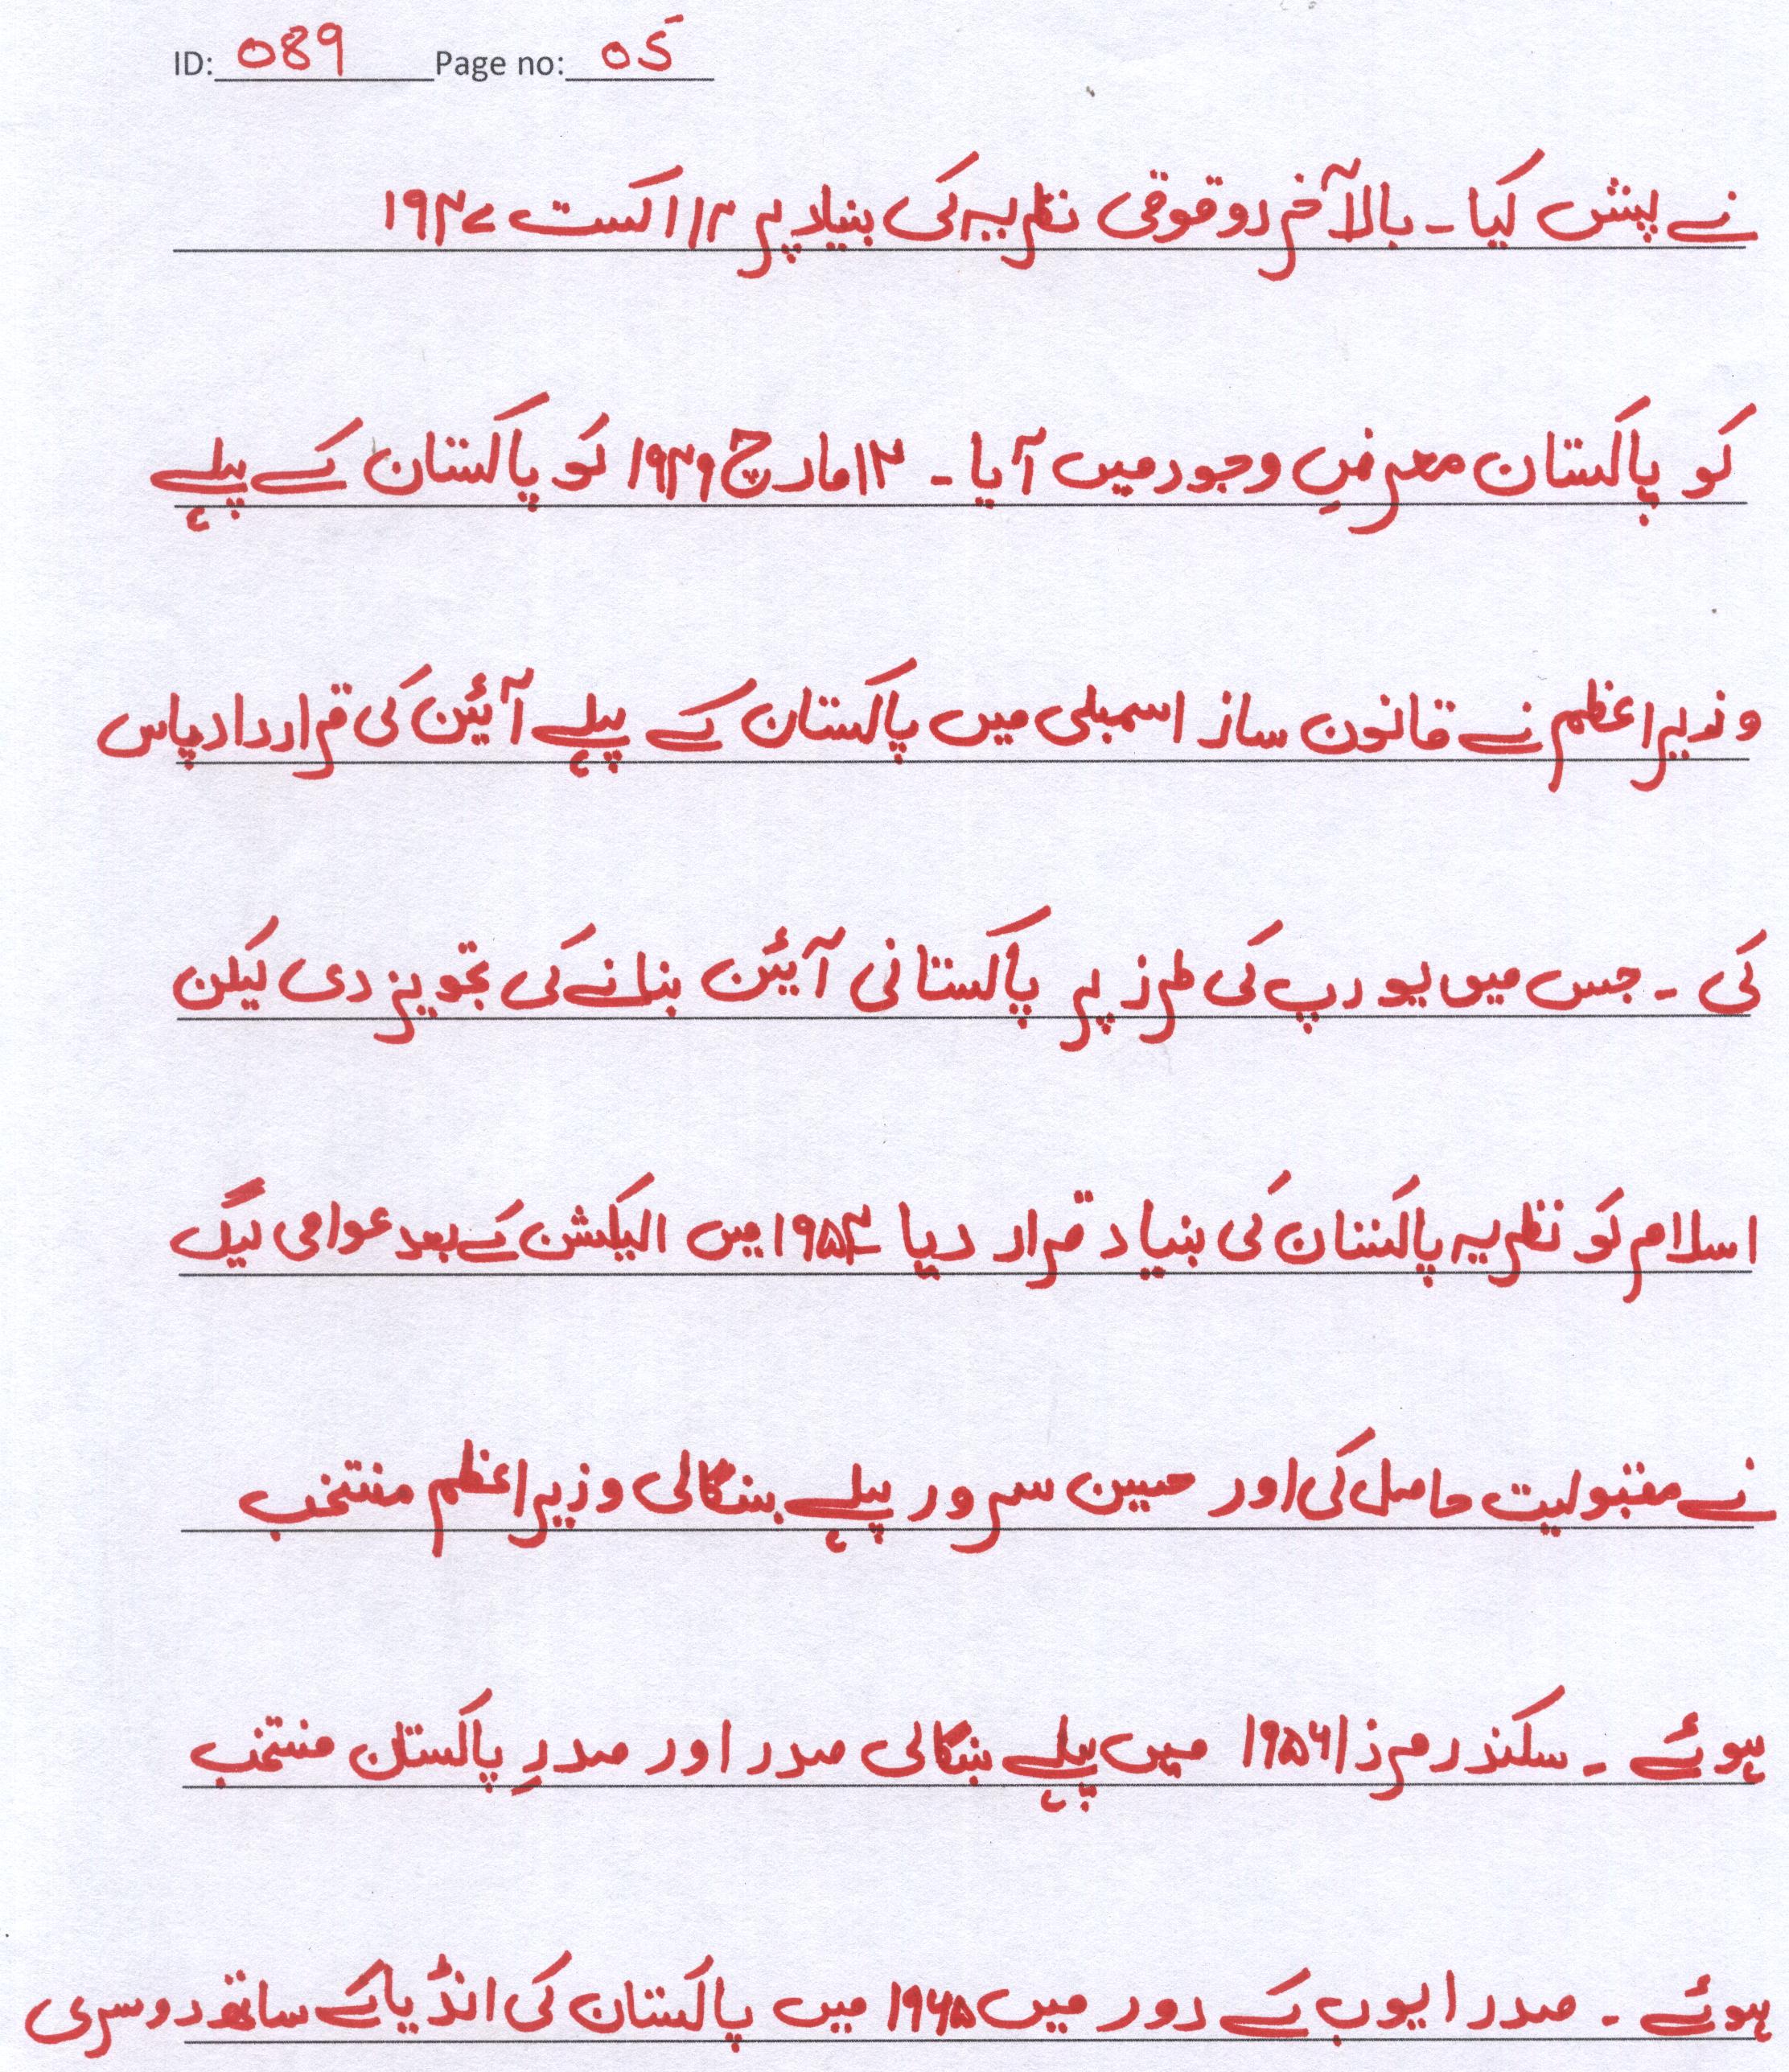 ID: 089 Page no: 05
نے پیش کیا۔ بالآخر دو قومی نظریہ کی بنیاد پر ۱۴ اگست ۱۹۴۷
کو پاکستان معرضِ وجود میں آیا۔ ۱۲ مارچ ۱۹۴۹ کو پاکستان کے پہلے
وزیراعظم نے قانون ساز اسمبلی میں پاکستان کے پہلے آئین کی قرارداد پاس
کی۔ جس میں یورپ کی طرز پر پاکستانی آئین بنانے کی تجویز دی لیکن
اسلام کو نظریہ پاکستان کی بنیاد قرار دیا ۱۹۵۴ میں الیکشن کے بعد عوامی لیگ
نے مقبولیت حاصل کی اور حسین سرور پہلے بنگالی وزیراعظم منتخب
ہوئے۔ سکندر مرزا ۱۹۵۶ میں پہلے بنگالی صدر اور صدرِ پاکستان منتخب
ہوئے۔ صدر ایوب کے دور میں ۱۹۶۵ میں پاکستان کی انڈیا کے ساتھ دوسری